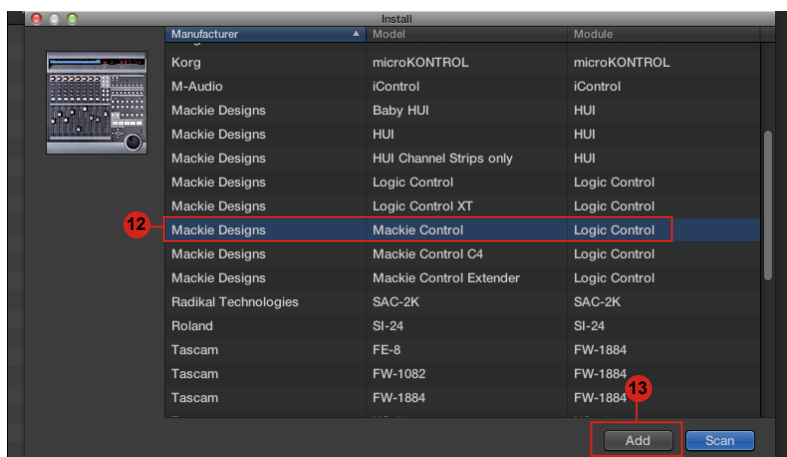 Install
Manufacturer Model Module
Korg microKONTROL microKONTROL
M-Audio iControl iControl
Mackie Designs Baby HUI HUI
Mackie Designs HUI HUI
Mackie Designs HUI Channel Strips only HUI
Mackie Designs Logic Control Logic Control
Mackie Designs Logic Control XT Logic Control
12 Mackie Designs Mackie Control Logic Control
Mackie Designs Mackie Control C4 Logic Control
Mackie Designs Mackie Control Extender Logic Control
Radikal Technologies SAC-2K SAC-2K
Roland SI-24 SI-24
Tascam FE-8 FW-1884
Tascam FW-1082 FW-1884
Tascam FW-1884 FW-1884
13
Add Scan